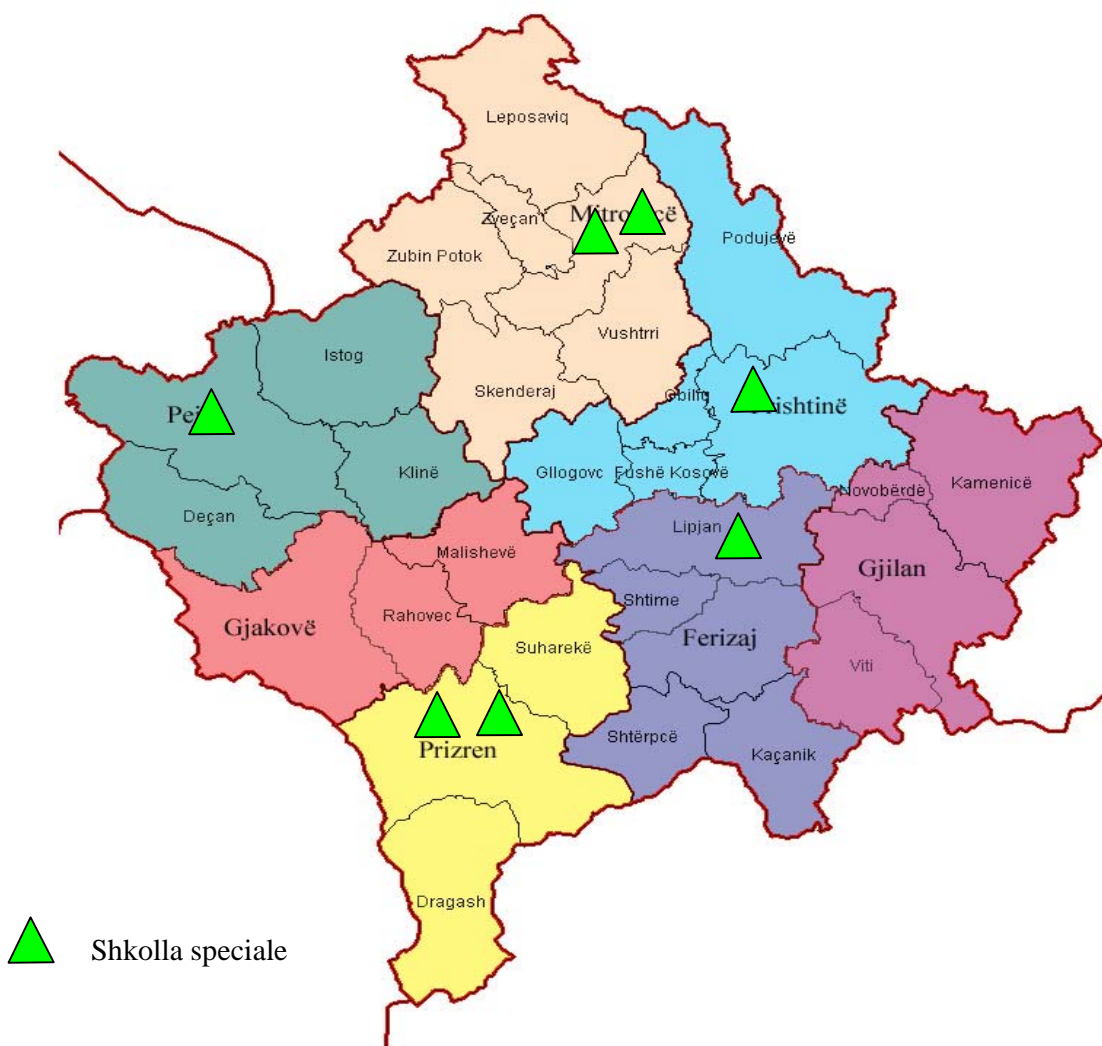 Leposaviq
Zveçan
Podujevë
Zubin Potok
Vushtrri
Istog
Skenderaj
Klinë
Gllogovc
Fushë Kosovë
Novobërdë
Kamenicë
Deçan
Lipjan
Malishevë
Gjilan
Shtime
Gjakovë
Rahovec
Ferizaj
Suharekë
Viti
Shtërpcë
Kaçanik
Prizren
Dragash
Shkolla speciale